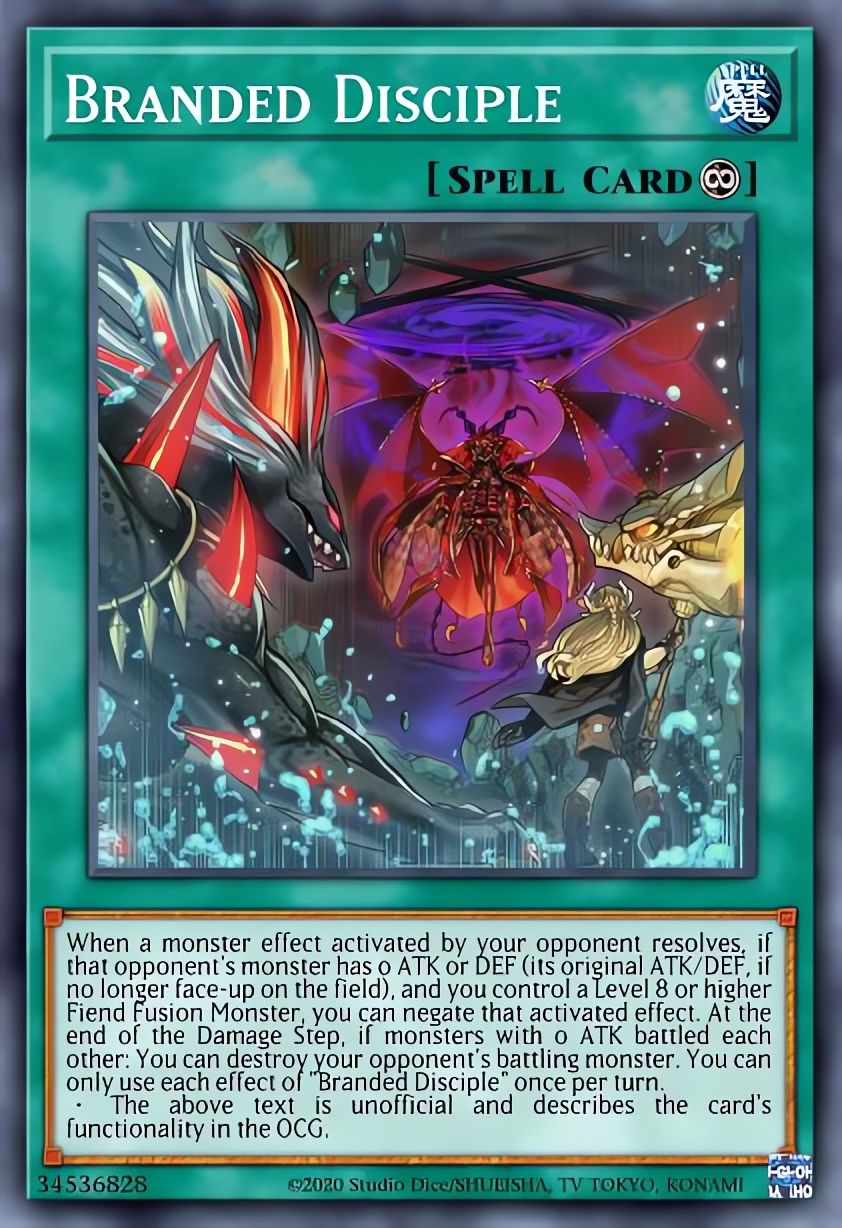 BRANDED DISCIPLE
魔
[SPELL CARD ]
When a monster effect activated by your opponent resolves, if
that opponent's monster has 0 ATK or DEF (its original ATK/DEF, if
no longer face-up on the field), and you control a Level 8 or higher
Fiend Fusion Monster, you can negate that activated effect. At the
end of the Damage Step, if monsters with 0 ATK battled each
other: You can destroy your opponent's battling monster. You can
only use each effect of "Branded Disciple" once per turn.
· The above text is unofficial and describes the card's
functionality in the OCG.
34536828
©2020 Studio Dice/SHUEISHA, TV TOKYO, KONAMI